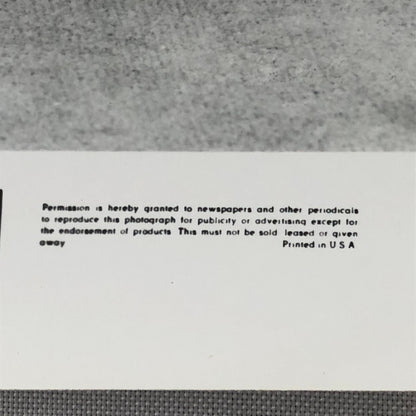 Permission is hereby granted to newspapers and other periodicals
to reproduce this photograph for publicity or advertising except for
the endorsement of products This must not be sold leased or given
away Printed in U S A